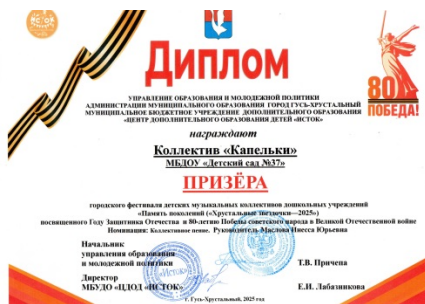 Диплом
80
ПОБЕДА!
УПРАВЛЕНИЕ ОБРАЗОВАНИЯ И МОЛОДЕЖНОЙ ПОЛИТИКИ
АДМИНИСТРАЦИИ МУНИЦИПАЛЬНОГО ОБРАЗОВАНИЯ ГОРОД ГУСЬ-ХРУСТАЛЬНЫЙ
МУНИЦИПАЛЬНОЕ БЮДЖЕТНОЕ УЧРЕЖДЕНИЕ ДОПОЛНИТЕЛЬНОГО ОБРАЗОВАНИЯ
«ЦЕНТР ДОПОЛНИТЕЛЬНОГО ОБРАЗОВАНИЯ ДЕТЕЙ «ИСТОК»
награждают
Коллектив «Капельки»
МБДОУ «Детский сад №37»
ПРИЗЁРА
городского фестиваля детских музыкальных коллективов дошкольных учреждений
«Память поколений («Хрустальные звездочки—2025»)
посвященного Году Защитника Отечества и 80-летию Победы советского народа в Великой Отечественной войне
Номинация: Коллективное пение. Руководитель Маслова Инесса Юрьевна
Начальник
управления образования
и молодежной политики Т.В. Причепа
Директор
МБУДО «ЦДОД «ИСТОК» Е.И. Лабазникова
«Исток»
г. Гусь-Хрустальный, 2025 год